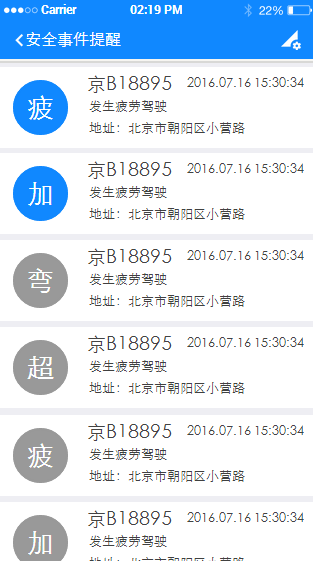 Carrier 02:19 PM 22%
安全事件提醒
疲 京B18895 2016.07.16 15:30:34
发生疲劳驾驶
地址：北京市朝阳区小营路
加 京B18895 2016.07.16 15:30:34
发生疲劳驾驶
地址：北京市朝阳区小营路
弯 京B18895 2016.07.16 15:30:34
发生疲劳驾驶
地址：北京市朝阳区小营路
超 京B18895 2016.07.16 15:30:34
发生疲劳驾驶
地址：北京市朝阳区小营路
疲 京B18895 2016.07.16 15:30:34
发生疲劳驾驶
地址：北京市朝阳区小营路
加 京B18895 2016.07.16 15:30:34
发生疲劳驾驶